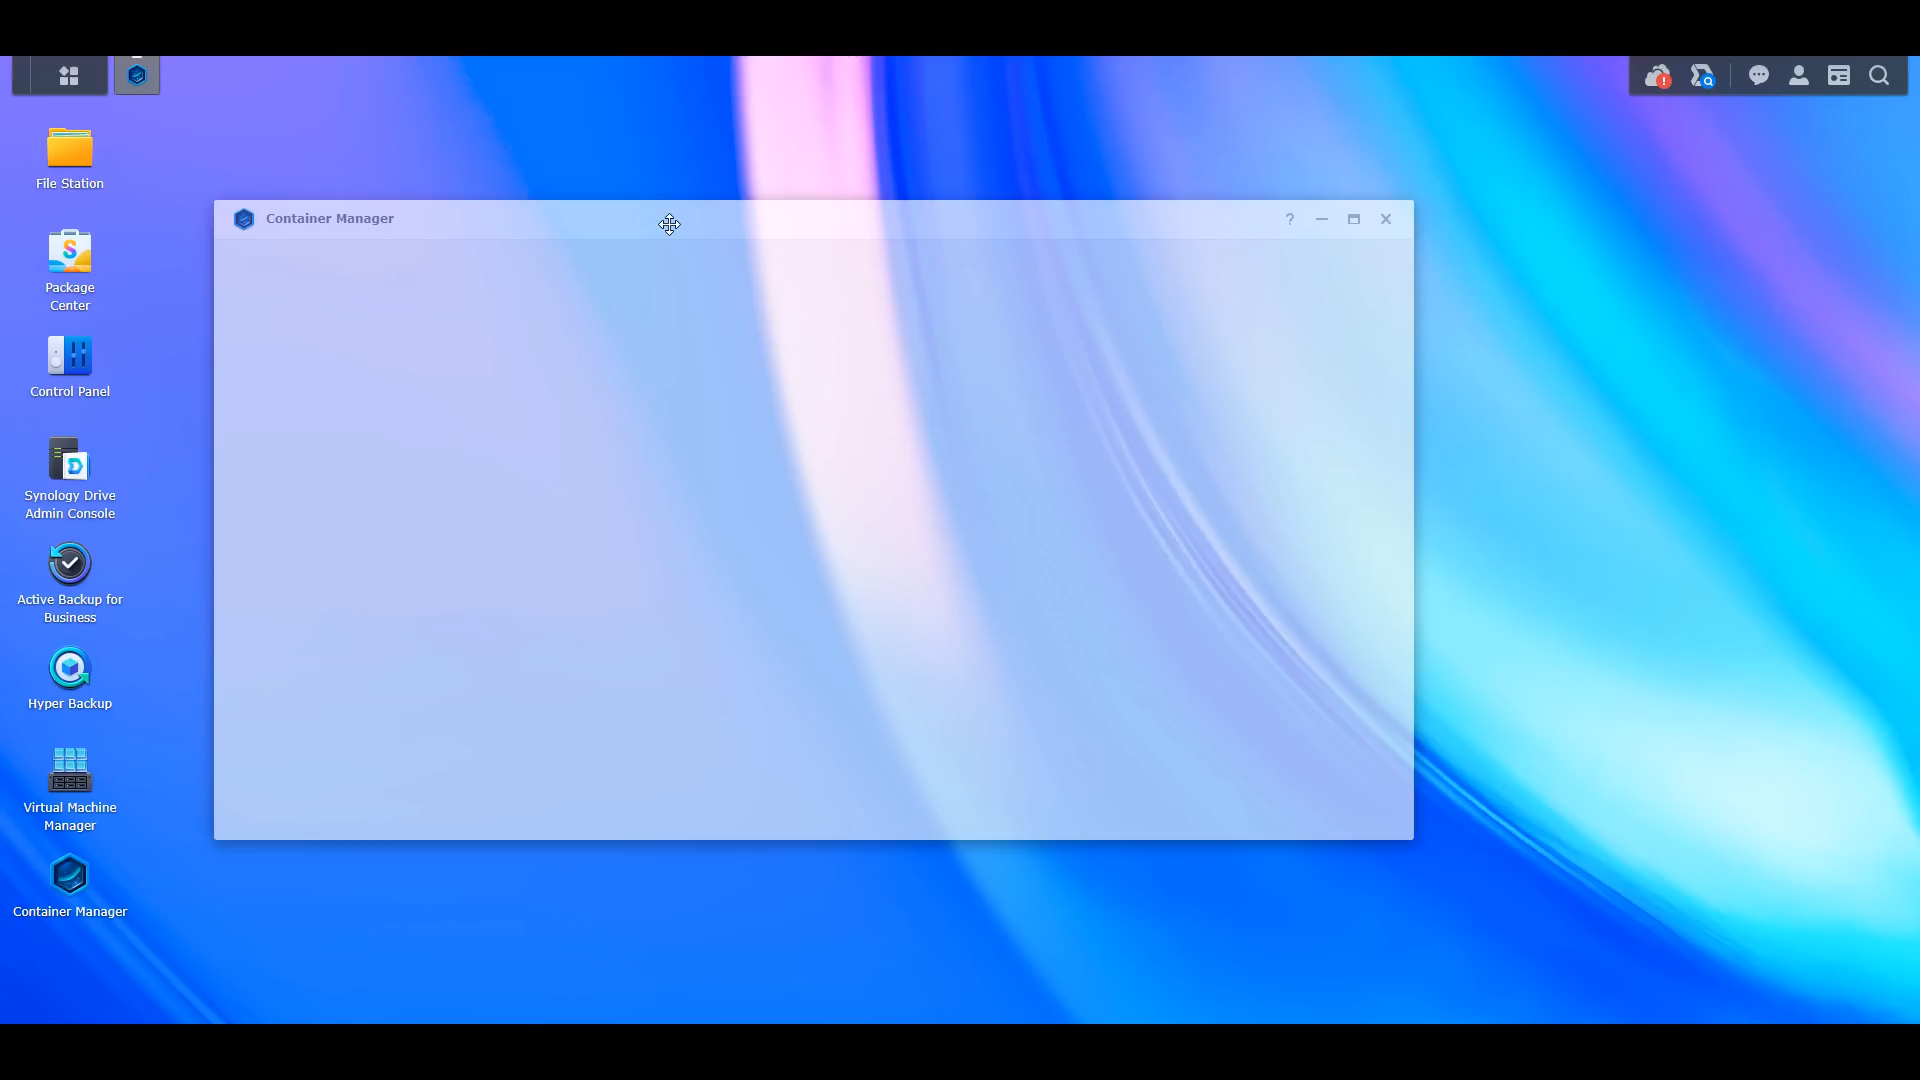 File Station
Package
Center
Control Panel
Synology Drive
Admin Console
Active Backup for
Business
Hyper Backup
Virtual Machine
Manager
Container Manager
Container Manager